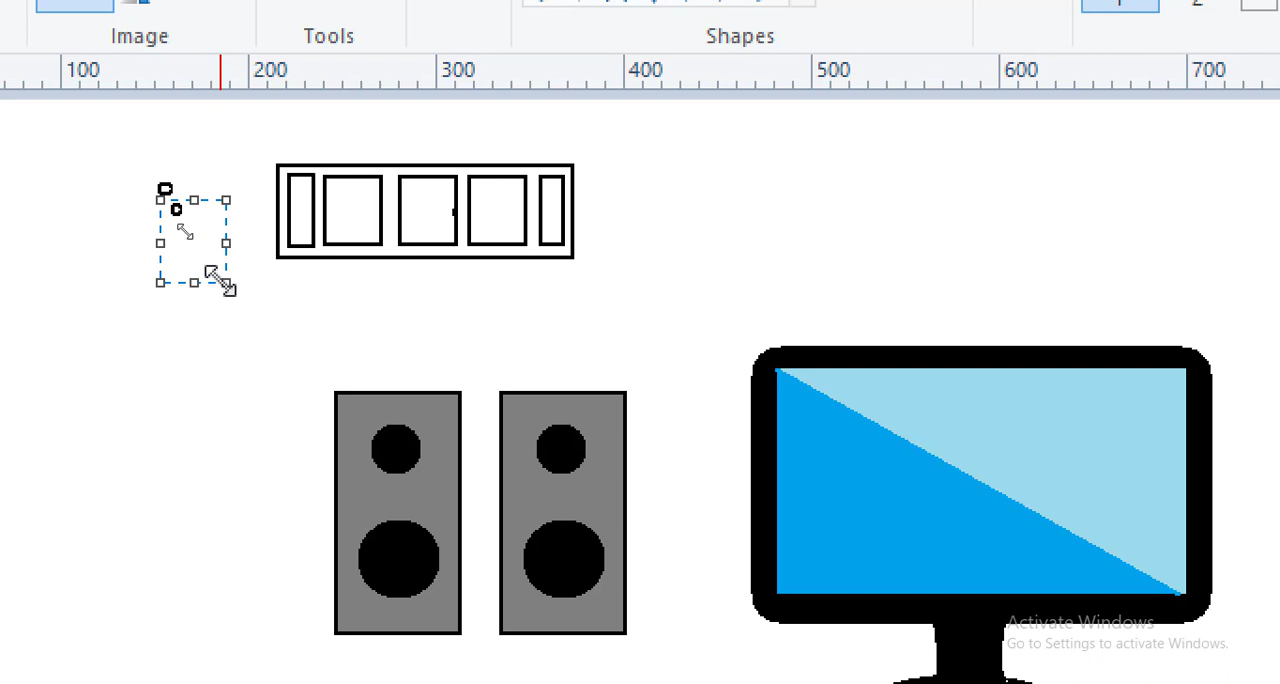 Image Tools Shapes
100 200 300 400 500 600 700
Activate Windows
Go to Settings to activate Windows.